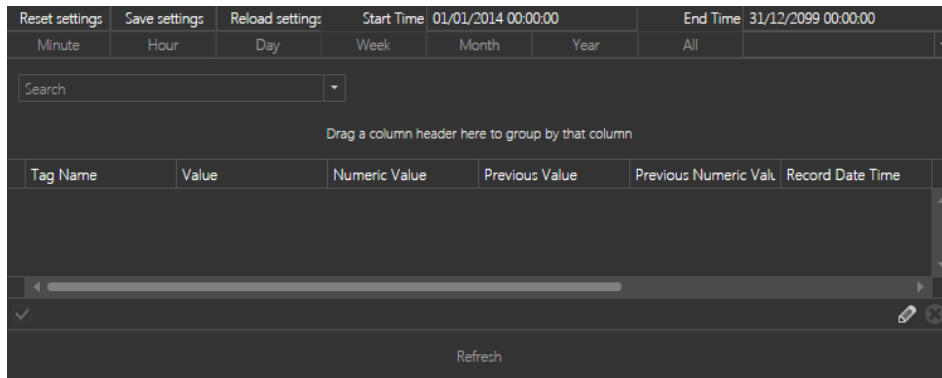 Reset settings Save settings Reload settings Start Time 01/01/2014 00:00:00 End Time 31/12/2099 00:00:00
Minute Hour Day Week Month Year All
Search
Drag a column header here to group by that column
Tag Name Value Numeric Value Previous Value Previous Numeric Valu Record Date Time
Refresh